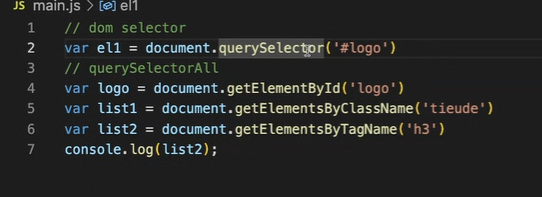 JS main.js > el1
1 // dom selector
2 var el1 = document.querySelector('#logo')
3 // querySelectorAll
4 var logo = document.getElementById('logo')
5 var list1 = document.getElementsByClassName('tieude')
6 var list2 = document.getElementsByTagName('h3')
7 console.log(list2);